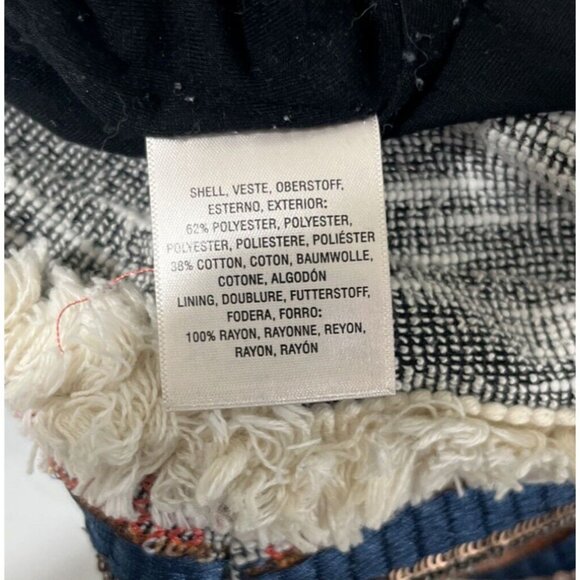 SHELL, VESTE, OBERSTOFF,
ESTERNO, EXTERIOR:
62% POLYESTER, POLYESTER,
POLYESTER, POLIESTERE, POLIÉSTER
38% COTTON, COTON, BAUMWOLLE,
COTONE, ALGODÓN
LINING, DOUBLURE, FUTTERSTOFF,
FODERA, FORRO:
100% RAYON, RAYONNE, REYON,
RAYON, RAYÓN